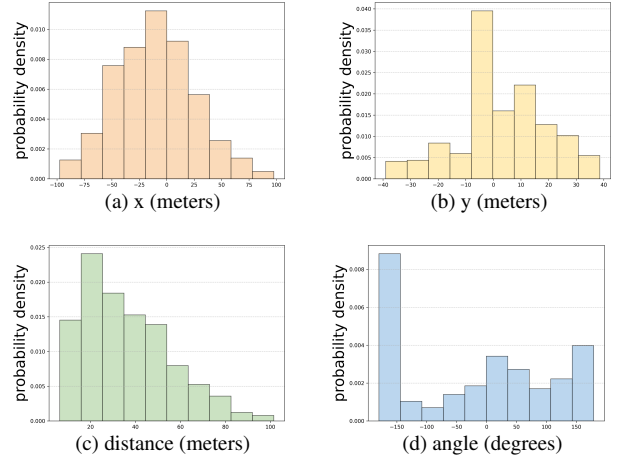 probability density
0.010
0.008
0.006
0.004
0.002
0.000
−100 −75 −50 −25 0 25 50 75 100
(a) x (meters)
probability density
0.040
0.035
0.030
0.025
0.020
0.015
0.010
0.005
0.000
−40 −30 −20 −10 0 10 20 30 40
(b) y (meters)
probability density
0.025
0.020
0.015
0.010
0.005
0.000
20 40 60 80 100
(c) distance (meters)
probability density
0.008
0.006
0.004
0.002
0.000
−150 −100 −50 0 50 100 150
(d) angle (degrees)